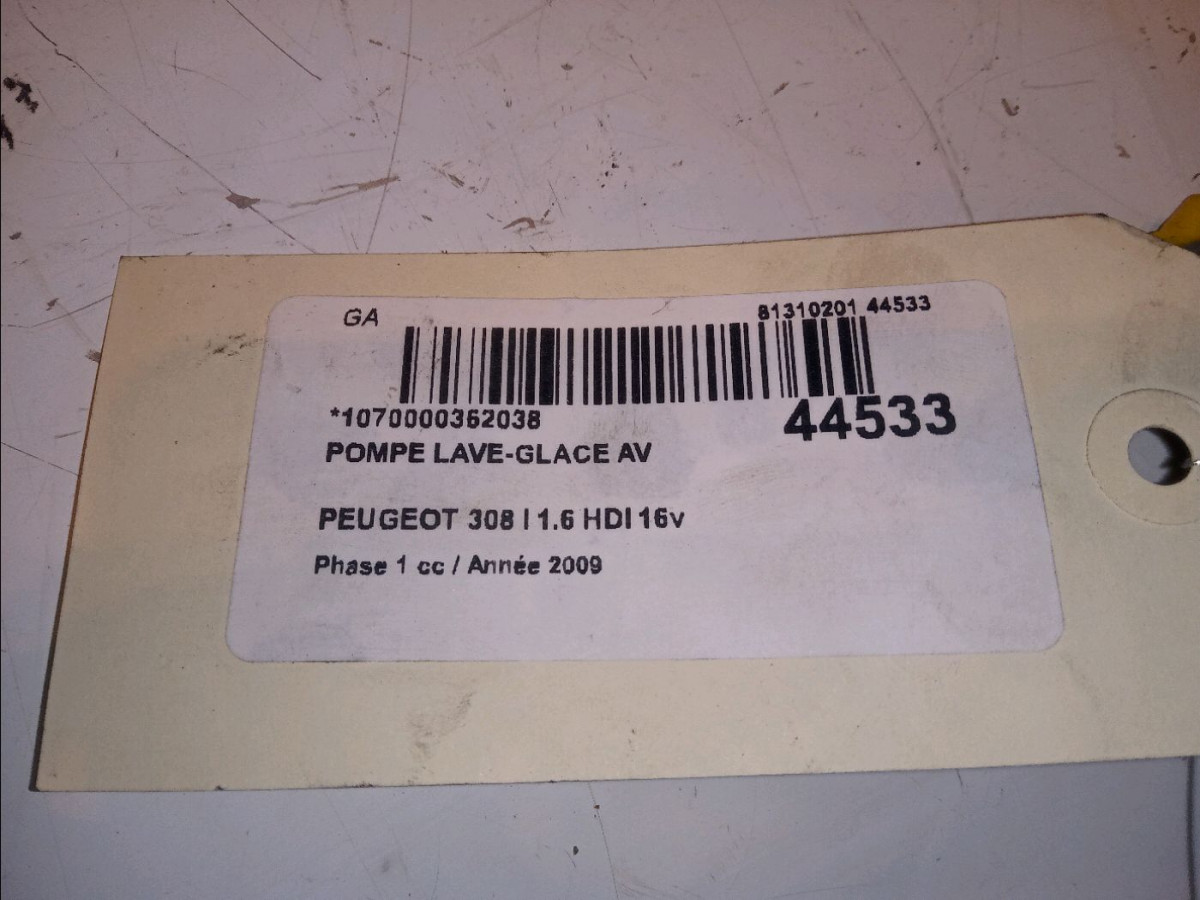 GA
81310201 44533
*1070000362038
44533
POMPE LAVE-GLACE AV
PEUGEOT 308 I 1.6 HDI 16v
Phase 1 cc / Année 2009